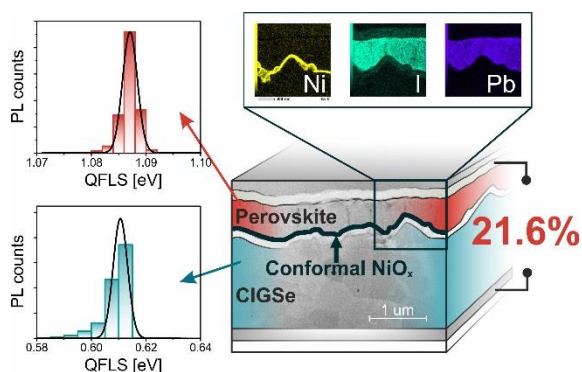 PL counts
1.07 1.08 1.09 1.10
QFLS [eV]
PL counts
0.58 0.60 0.62 0.64
QFLS [eV]
Ni
I
Pb
Perovskite
Conformal NiOₓ
CIGSe
1 um
21.6%